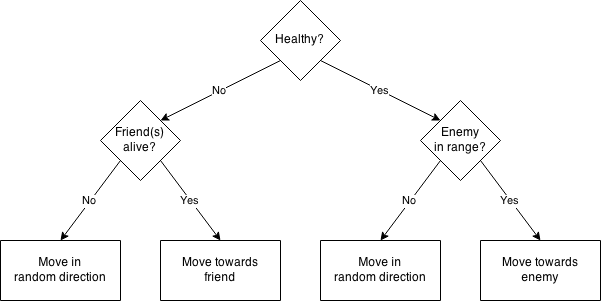 Healthy?
No
Yes
Friend(s)
alive?
Enemy
in range?
No
Yes
No
Yes
Move in
random direction
Move towards
friend
Move in
random direction
Move towards
enemy